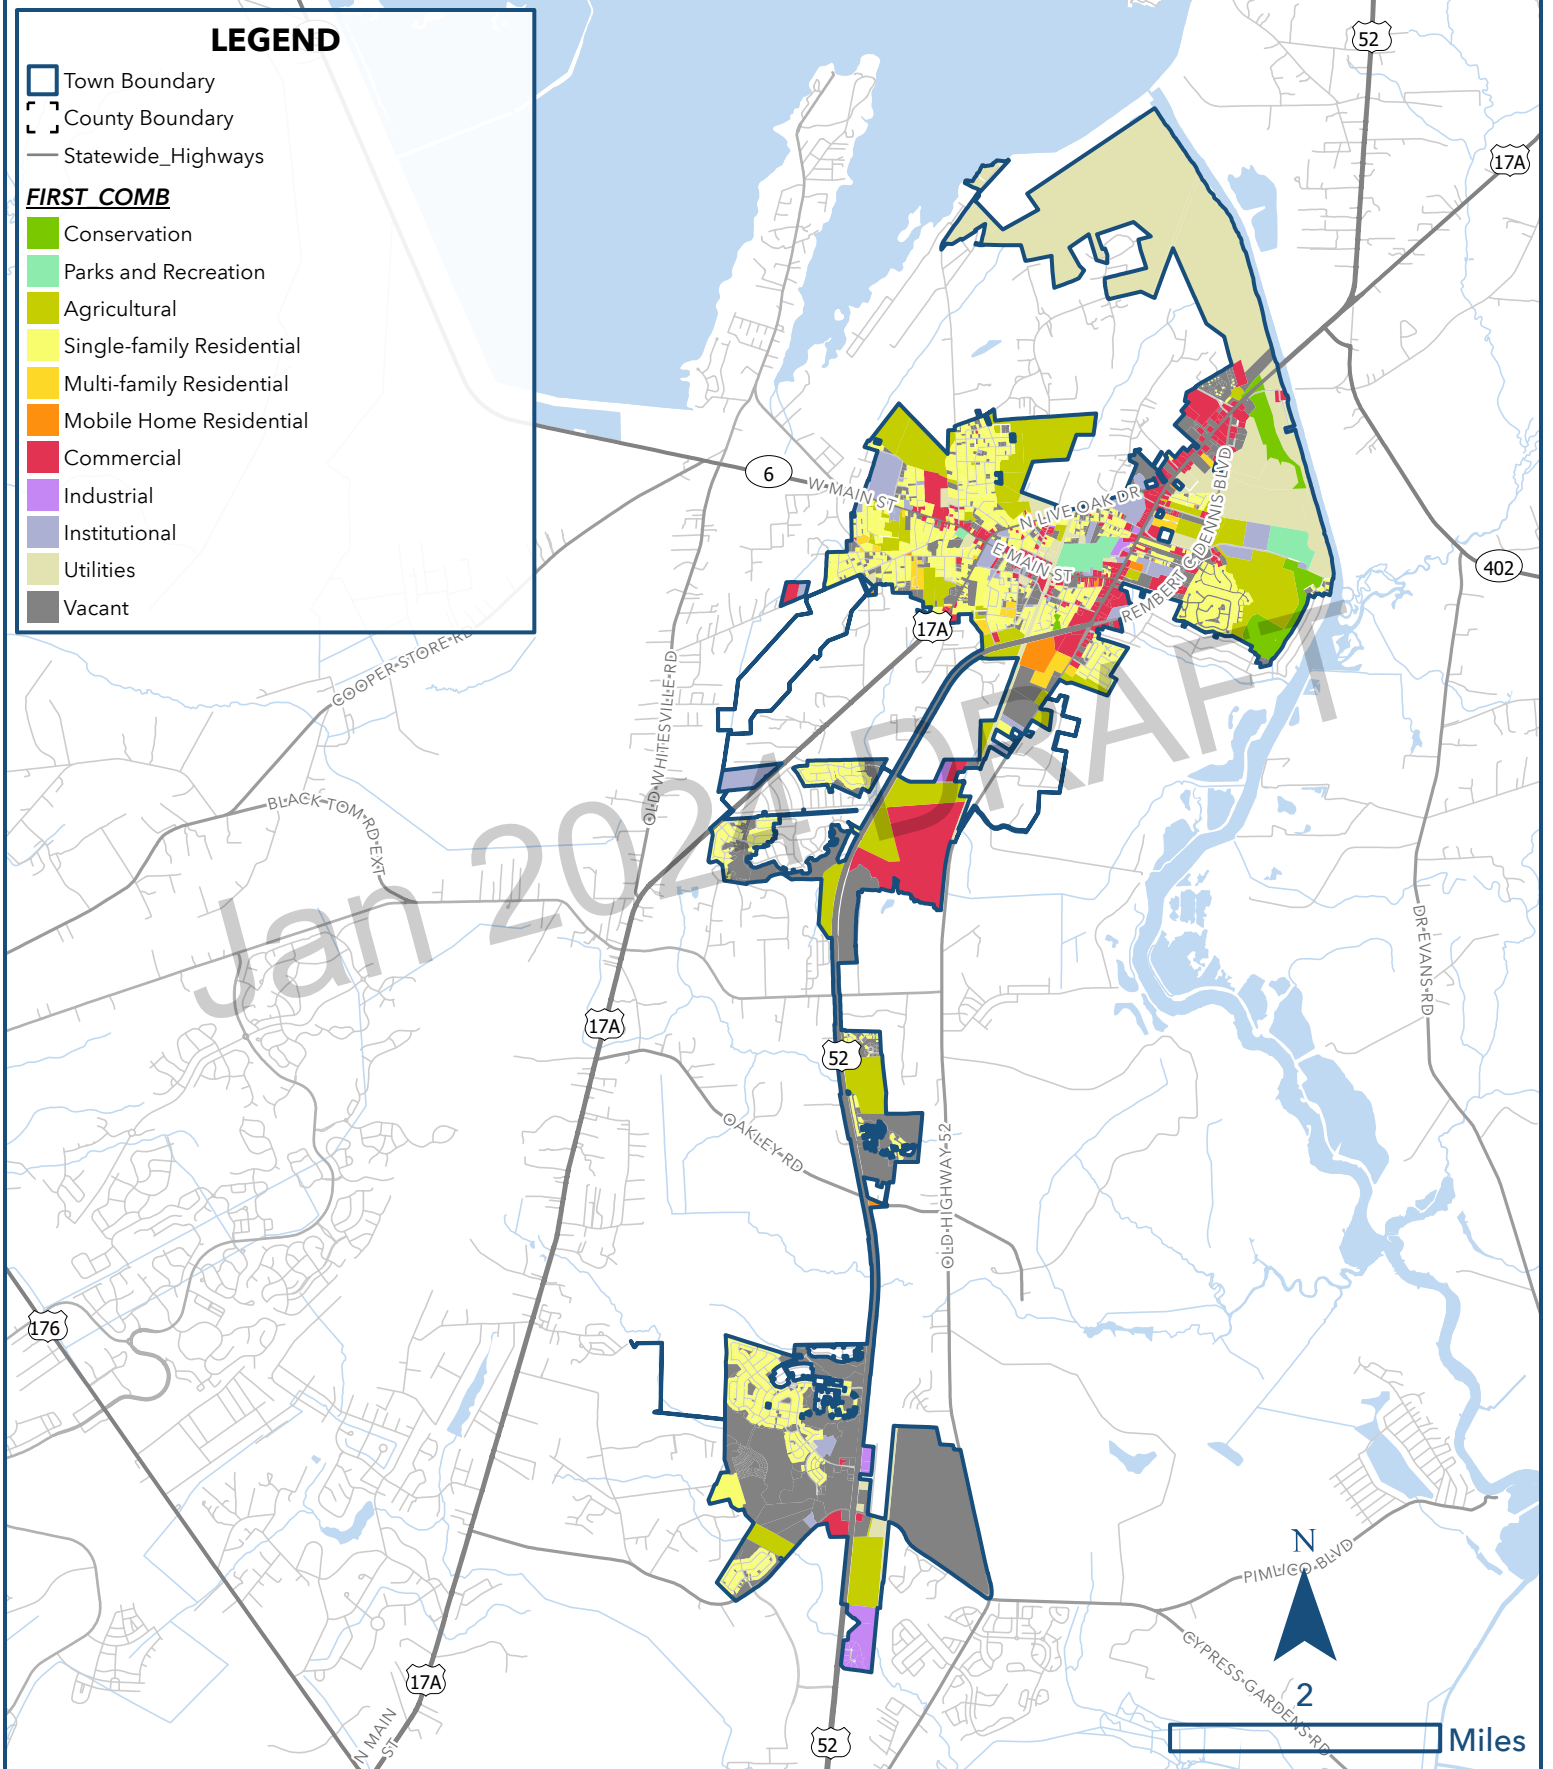 LEGEND
Town Boundary
County Boundary
Statewide_Highways
FIRST_COMB
Conservation
Parks and Recreation
Agricultural
Single-family Residential
Multi-family Residential
Mobile Home Residential
Commercial
Industrial
Institutional
Utilities
Vacant
52
17A
6
W MAIN ST
N LIVE OAK DR
E MAIN ST
REMBERT C DENNIS BLVD
402
17A
COOPER STORE RD
OLD WHITESVILLE RD
BLACK TOM RD EXT
Jan 2024 DRAFT
DR EVANS RD
17A
52
OAKLEY RD
OLD HIGHWAY 52
176
N
PIMLICO BLVD
CYPRESS GARDENS RD
17A
N MAIN
ST
52
2
Miles